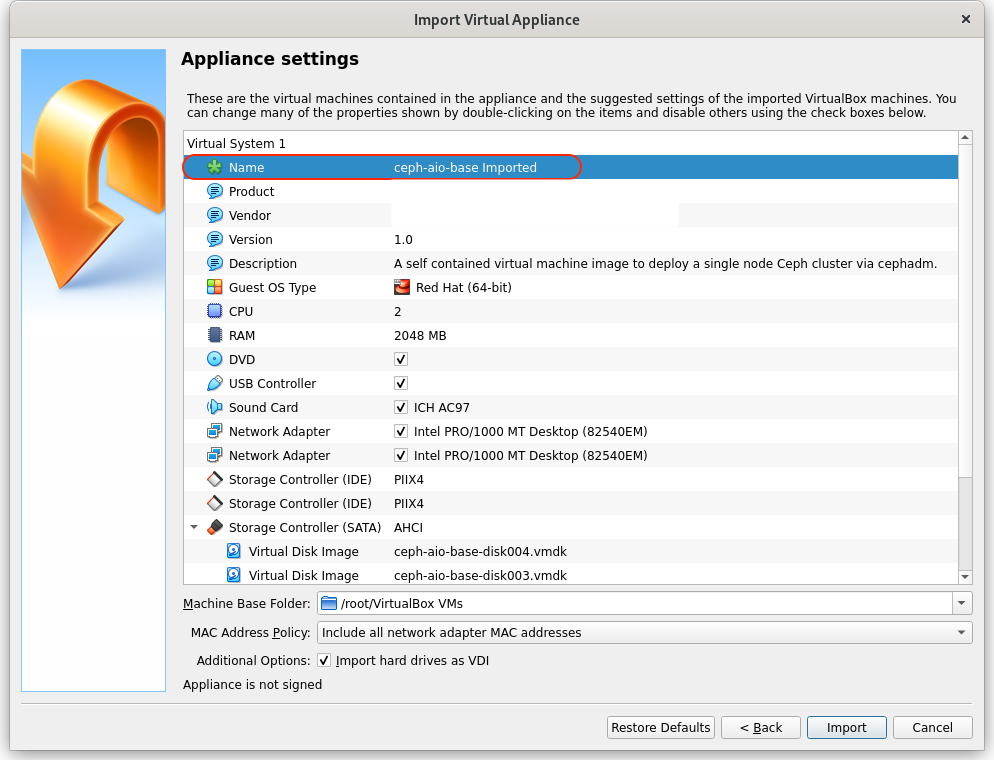 Import Virtual Appliance
Appliance settings
These are the virtual machines contained in the appliance and the suggested settings of the imported VirtualBox machines. You
can change many of the properties shown by double-clicking on the items and disable others using the check boxes below.
Virtual System 1
Name ceph-aio-base Imported
Product
Vendor
Version 1.0
Description A self contained virtual machine image to deploy a single node Ceph cluster via cephadm.
Guest OS Type Red Hat (64-bit)
CPU 2
RAM 2048 MB
DVD
USB Controller
Sound Card ICH AC97
Network Adapter Intel PRO/1000 MT Desktop (82540EM)
Network Adapter Intel PRO/1000 MT Desktop (82540EM)
Storage Controller (IDE) PIIX4
Storage Controller (IDE) PIIX4
Storage Controller (SATA) AHCI
Virtual Disk Image ceph-aio-base-disk004.vmdk
Virtual Disk Image ceph-aio-base-disk003.vmdk
Machine Base Folder: /root/VirtualBox VMs
MAC Address Policy: Include all network adapter MAC addresses
Additional Options: Import hard drives as VDI
Appliance is not signed
Restore Defaults < Back Import Cancel